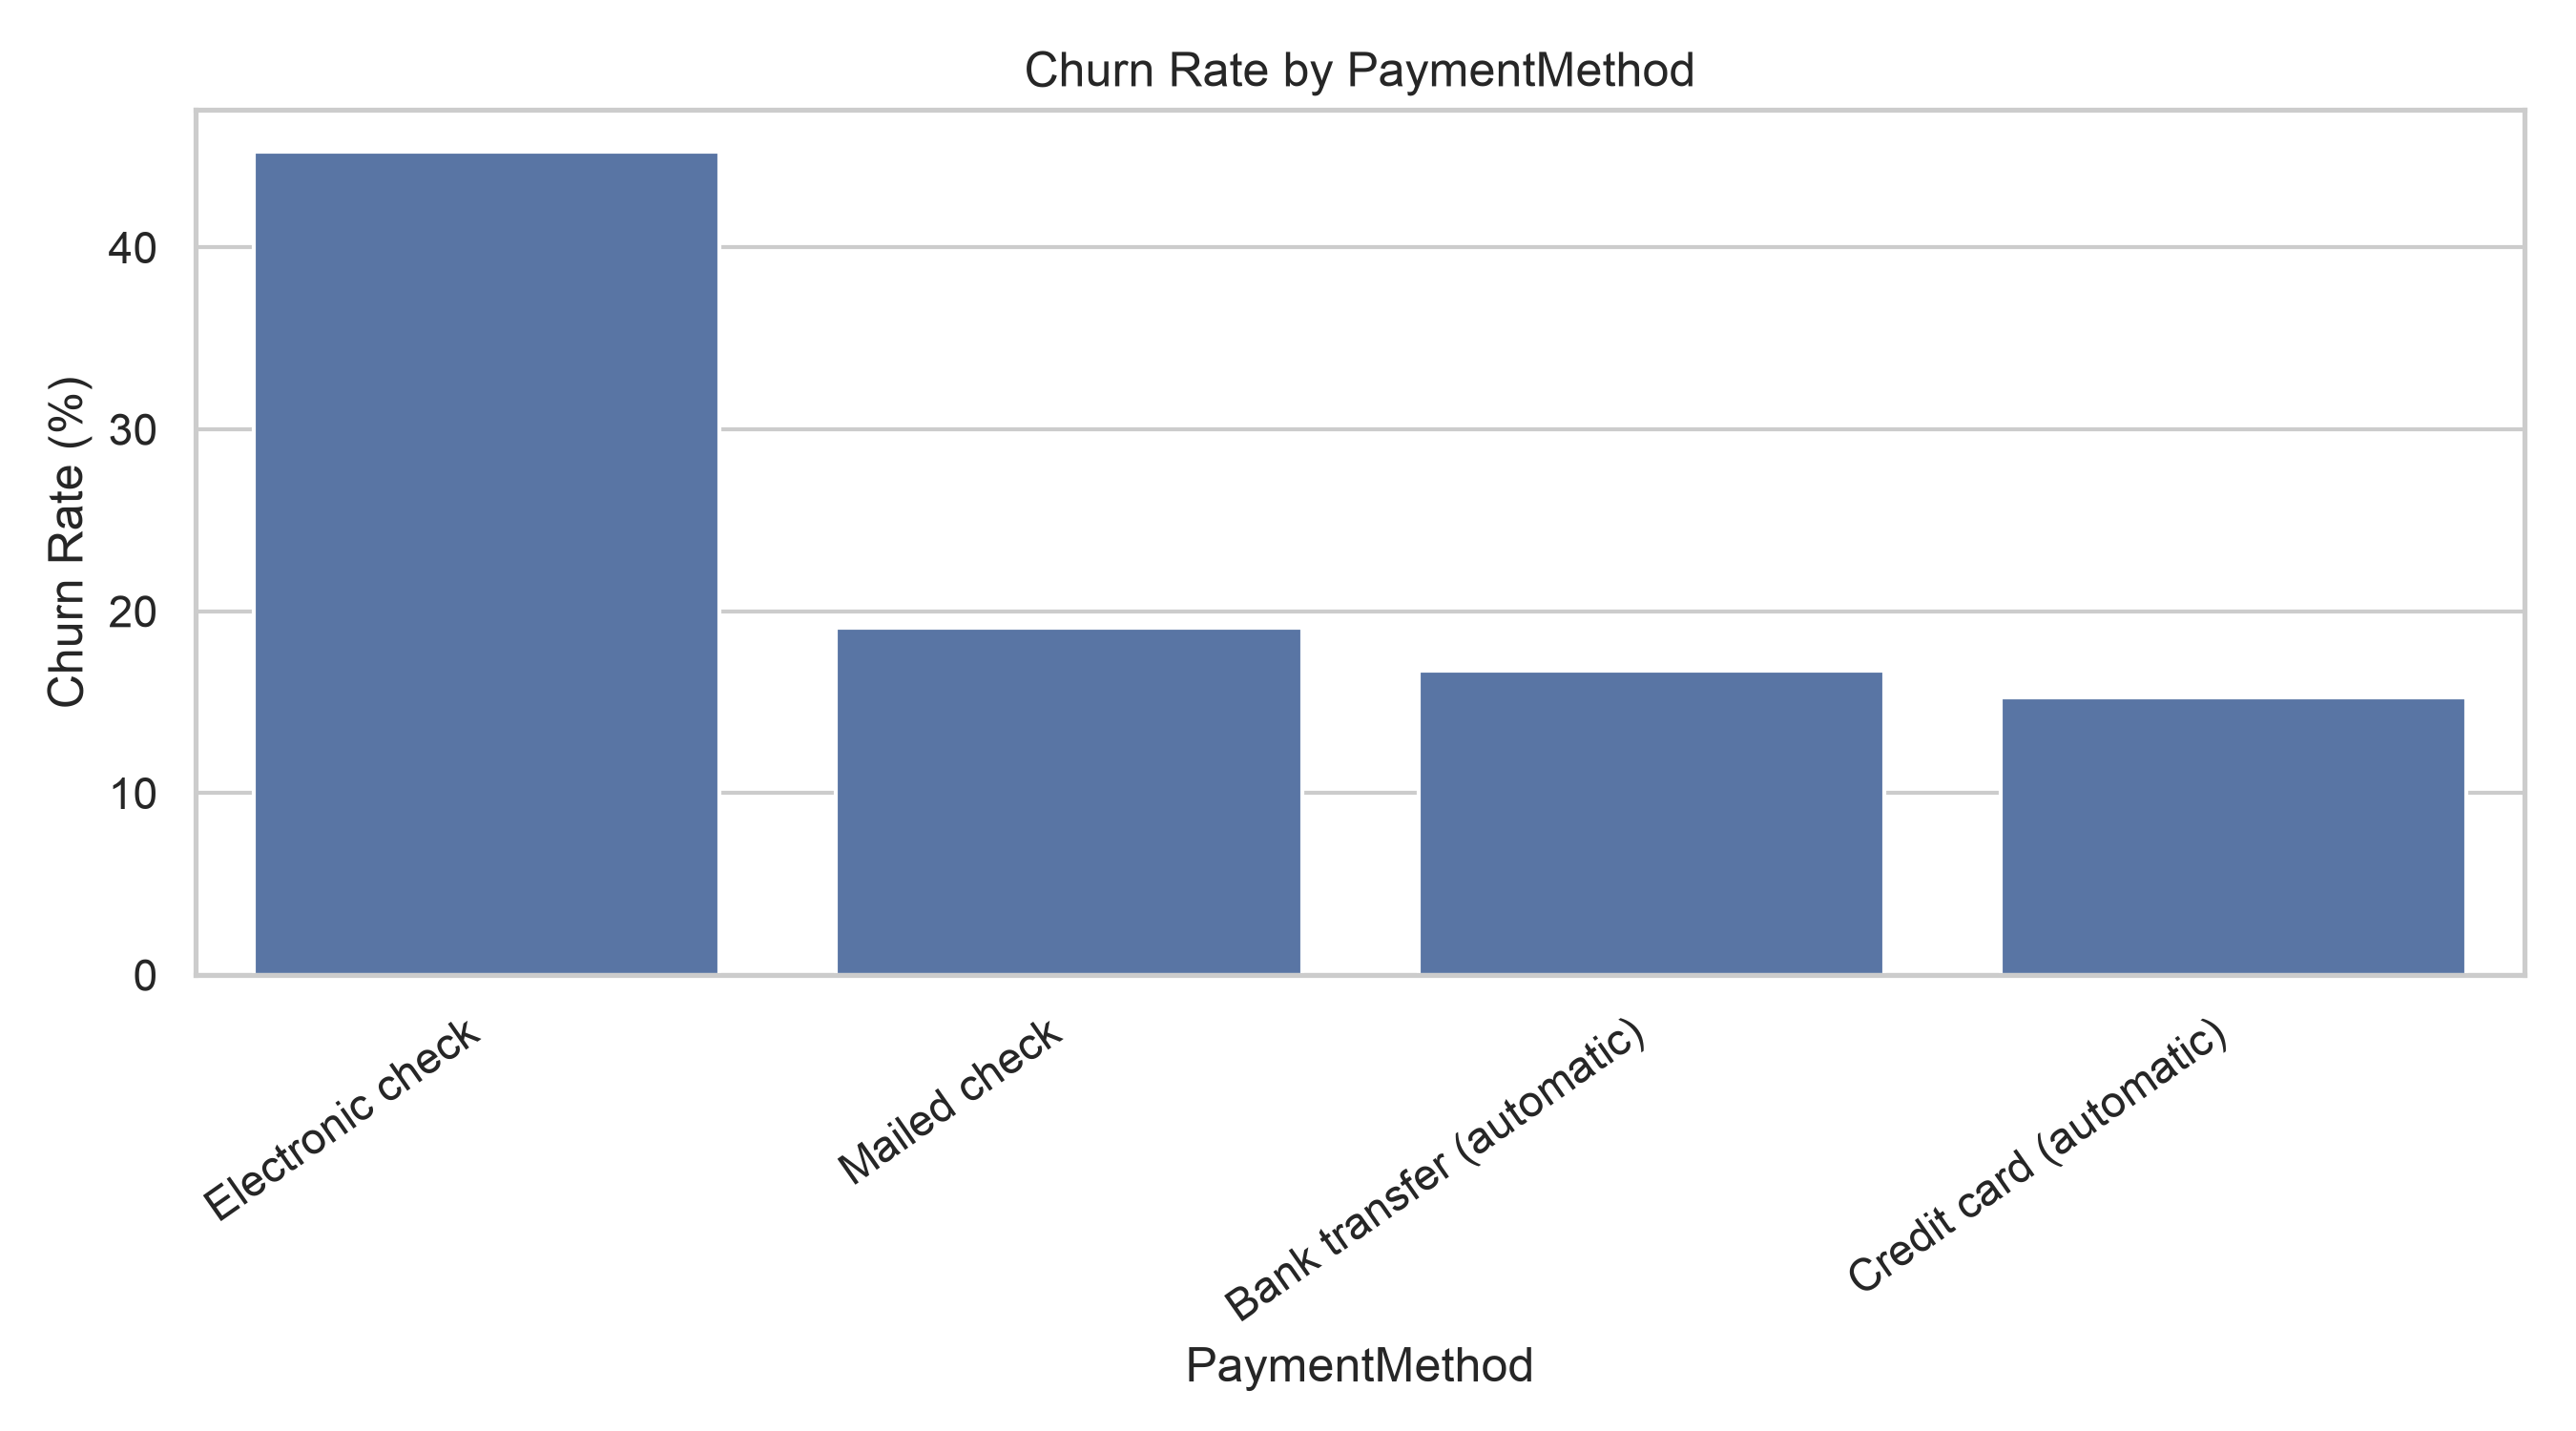 Churn Rate by PaymentMethod
Churn Rate (%)
40
30
20
10
0
Electronic check
Mailed check
Bank transfer (automatic)
Credit card (automatic)
PaymentMethod